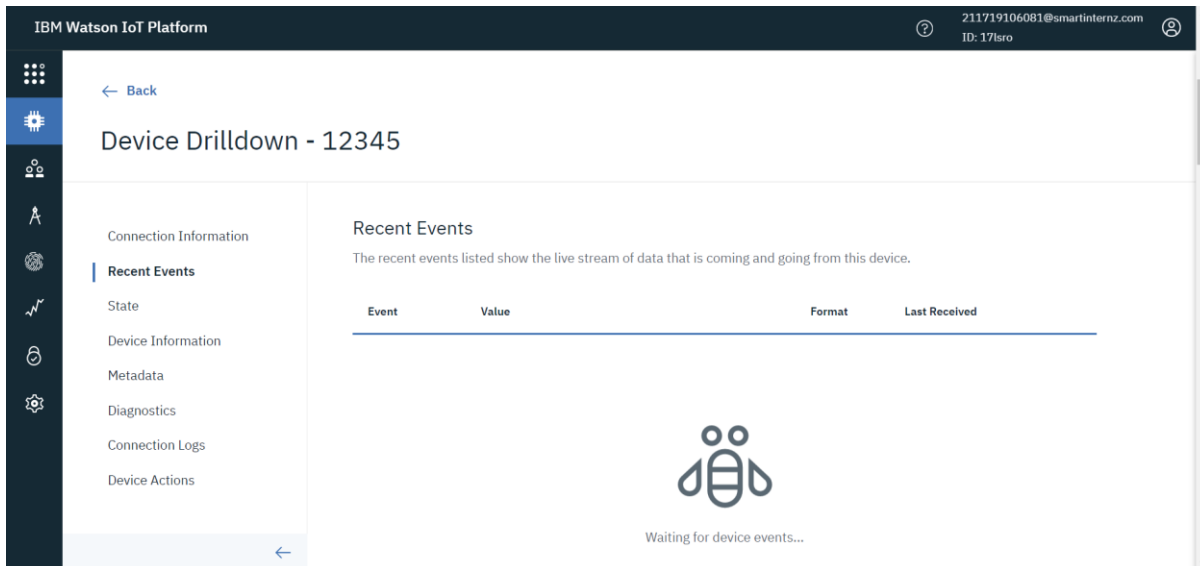 IBM Watson IoT Platform
211719106081@smartinternz.com
ID: 17lsro
Back
Device Drilldown - 12345
Connection Information
Recent Events
State
Device Information
Metadata
Diagnostics
Connection Logs
Device Actions
Recent Events
The recent events listed show the live stream of data that is coming and going from this device.
Event Value Format Last Received
Waiting for device events...